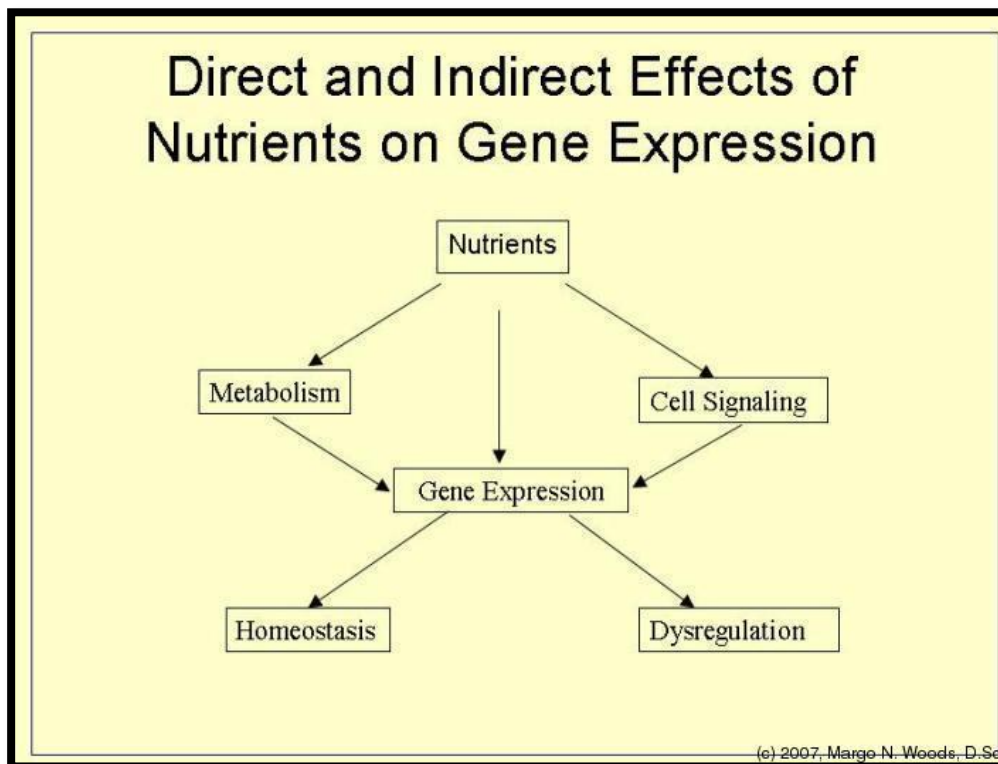 Direct and Indirect Effects of
Nutrients on Gene Expression
Nutrients
Metabolism
Cell Signaling
Gene Expression
Homeostasis
Dysregulation
(c) 2007, Margo N. Woods, D.Sc